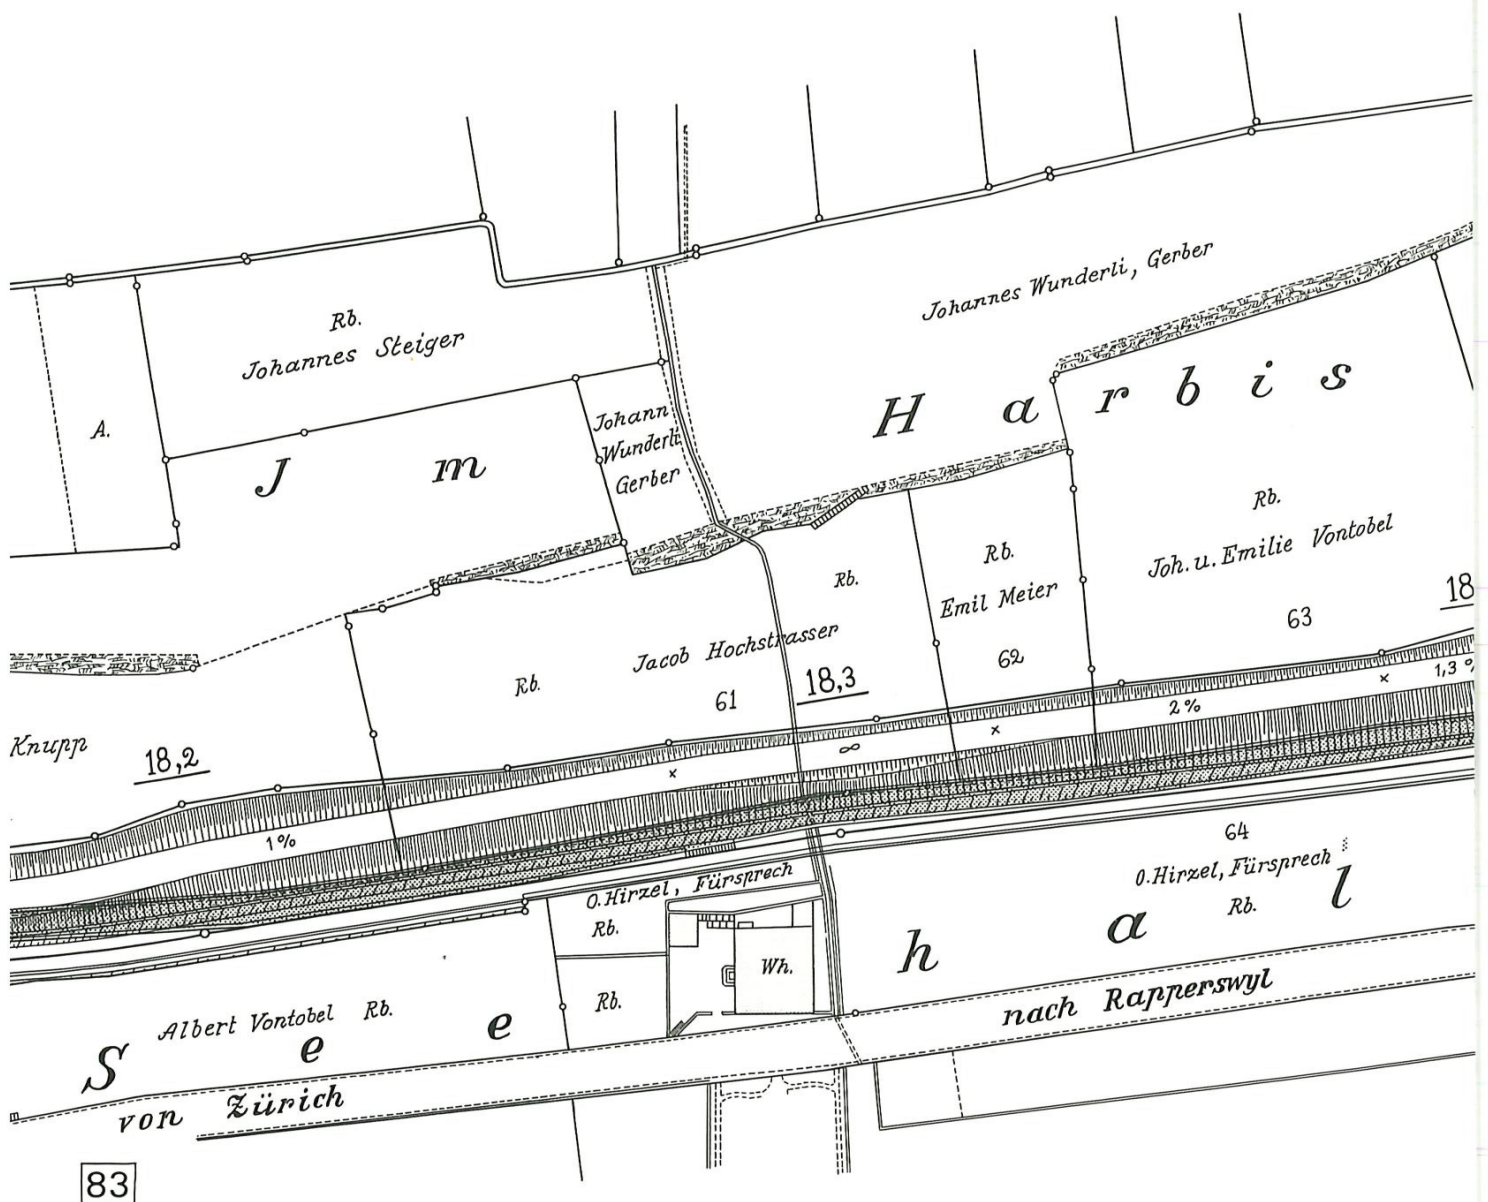 Rb.
Johannes Steiger
Johannes Wunderli, Gerber
A.
J m
Johann
Wunderli
Gerber
H a r b i s
Rb.
Joh. u. Emilie Vontobel
63
18
Rb.
Emil Meier
62
Rb.
Jacob Hochstrasser
61
Rb.
18,3
Knupp
18,2
1%
∞
2%
1,3 %
64
O. Hirzel, Fürsprech
Rb.
O. Hirzel, Fürsprech
Rb.
Rb.
Wh.
Albert Vontobel Rb.
S e e h a l
von Zürich
nach Rapperswyl
83